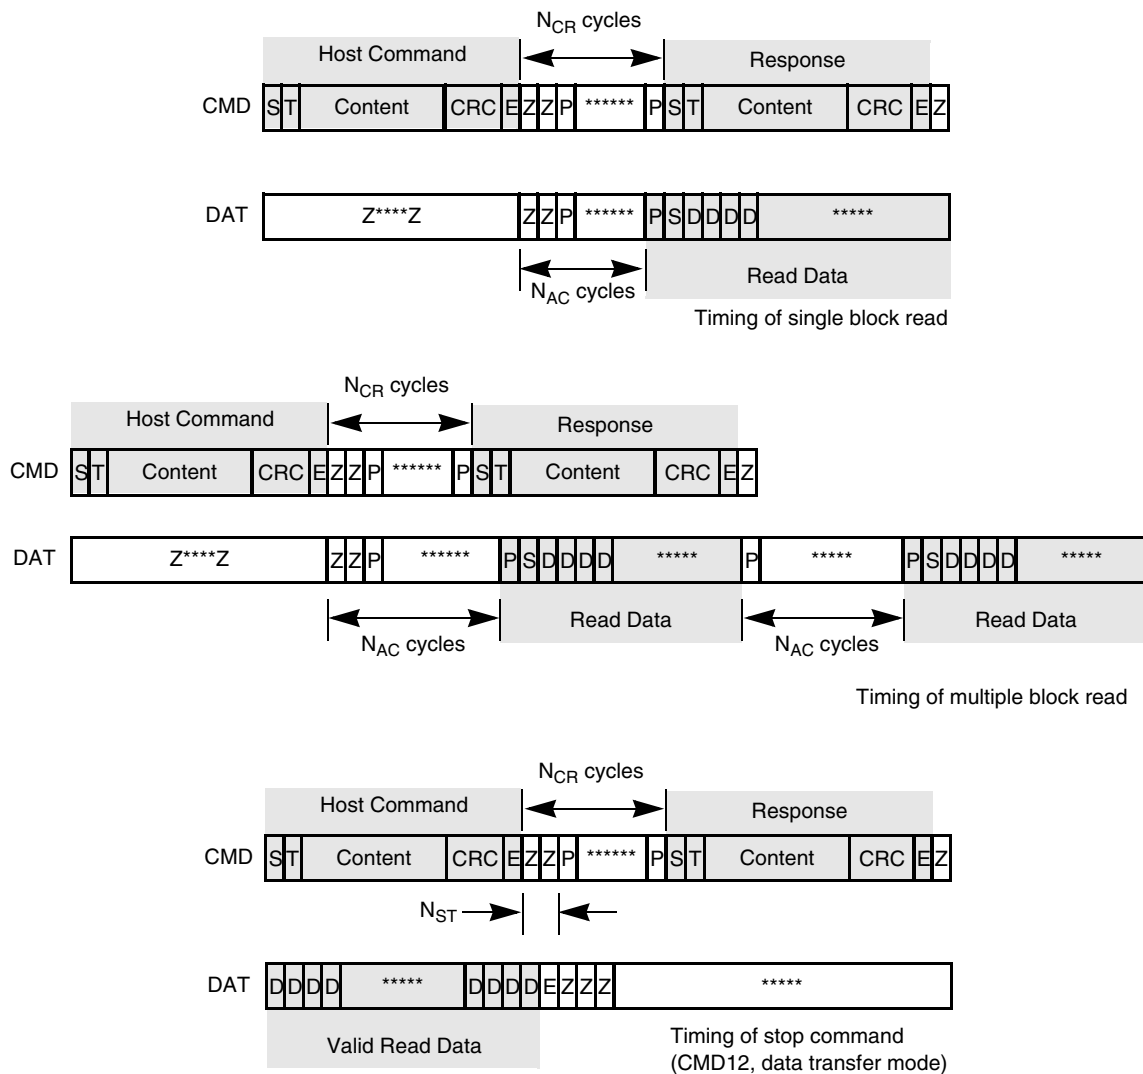 N_CR cycles
Host Command Response
CMD S T Content CRC E Z Z P ****** P S T Content CRC E Z
DAT Z****Z Z Z P ****** P S D D D D *****
N_AC cycles Read Data
Timing of single block read
N_CR cycles
Host Command Response
CMD S T Content CRC E Z Z P ****** P S T Content CRC E Z
DAT Z****Z Z Z P ****** P S D D D D ***** P ***** P S D D D D *****
N_AC cycles Read Data N_AC cycles Read Data
Timing of multiple block read
N_CR cycles
Host Command Response
CMD S T Content CRC E Z Z P ****** P S T Content CRC E Z
N_ST
DAT D D D D ***** D D D D E Z Z Z *****
Valid Read Data
Timing of stop command
(CMD12, data transfer mode)